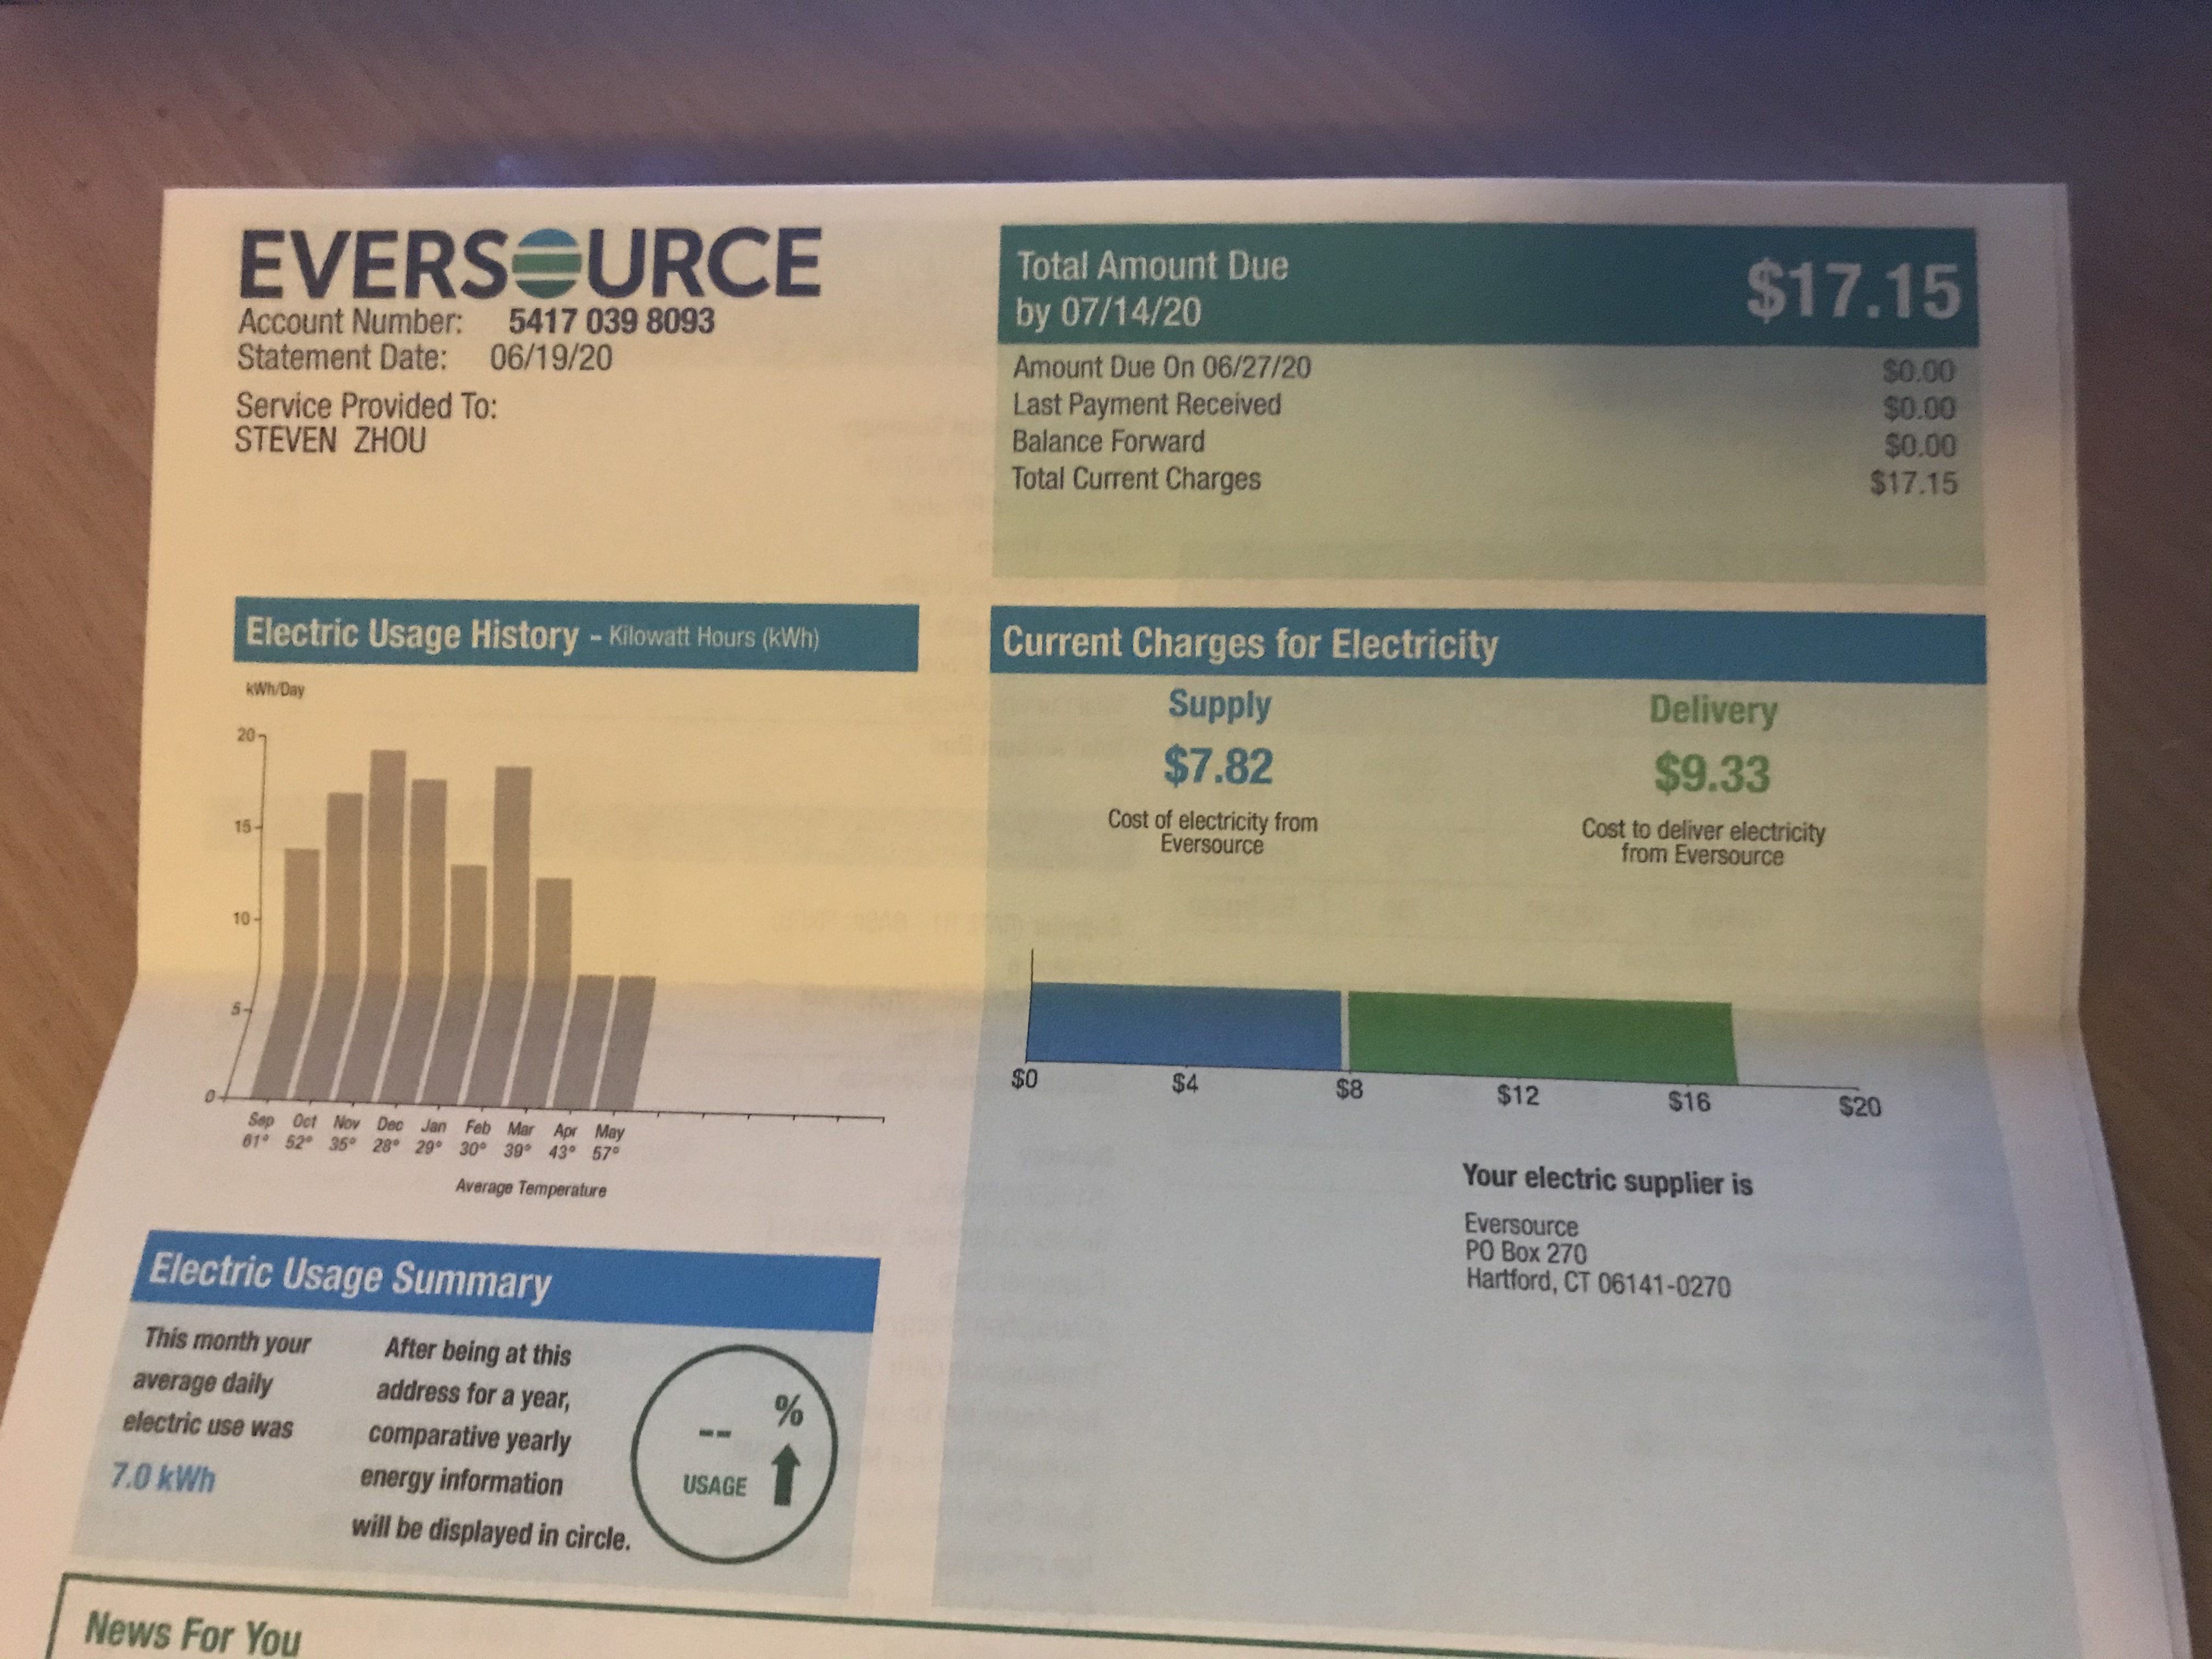 EVERSOURCE
Account Number: 5417 039 8093
Statement Date: 06/19/20
Service Provided To:
STEVEN ZHOU
Total Amount Due
by 07/14/20
$17.15
Amount Due On 06/27/20 $0.00
Last Payment Received $0.00
Balance Forward $0.00
Total Current Charges $17.15
Electric Usage History - Kilowatt Hours (kWh)
kWh/Day
20
15
10
5
0
Sep Oct Nov Dec Jan Feb Mar Apr May
61° 52° 35° 28° 29° 30° 39° 43° 57°
Average Temperature
Current Charges for Electricity
Supply
$7.82
Cost of electricity from
Eversource
Delivery
$9.33
Cost to deliver electricity
from Eversource
$0 $4 $8 $12 $16 $20
Your electric supplier is
Eversource
PO Box 270
Hartford, CT 06141-0270
Electric Usage Summary
This month your
average daily
electric use was
7.0 kWh
After being at this
address for a year,
comparative yearly
energy information
will be displayed in circle.
-- %
USAGE
News For You